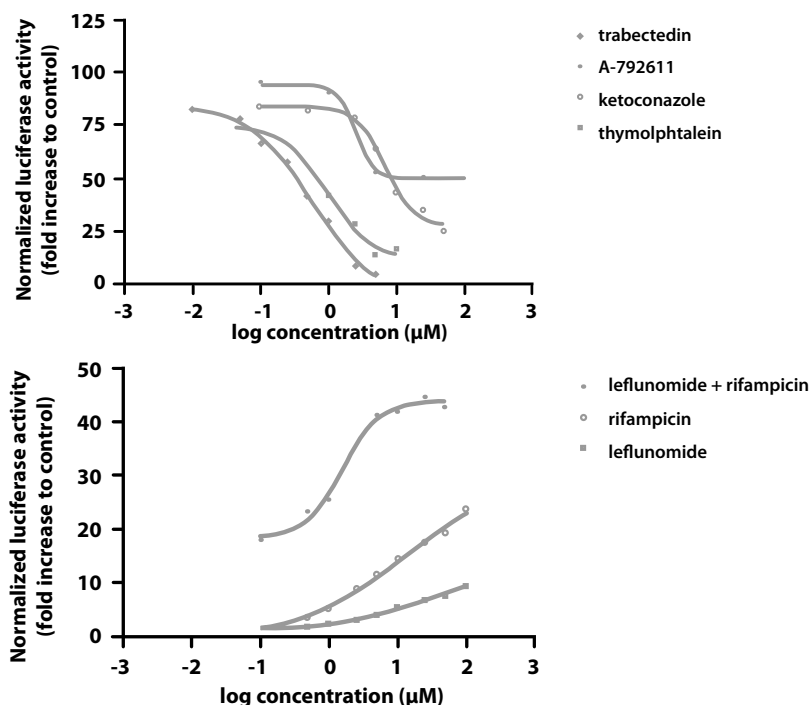 Normalized luciferase activity
(fold increase to control)
125
100
75
50
25
0
-3
-2
-1
0
1
2
3
log concentration (µM)
trabectedin
A-792611
ketoconazole
thymolphtalein
Normalized luciferase activity
(fold increase to control)
50
40
30
20
10
0
-3
-2
-1
0
1
2
3
log concentration (µM)
leflunomide + rifampicin
rifampicin
leflunomide